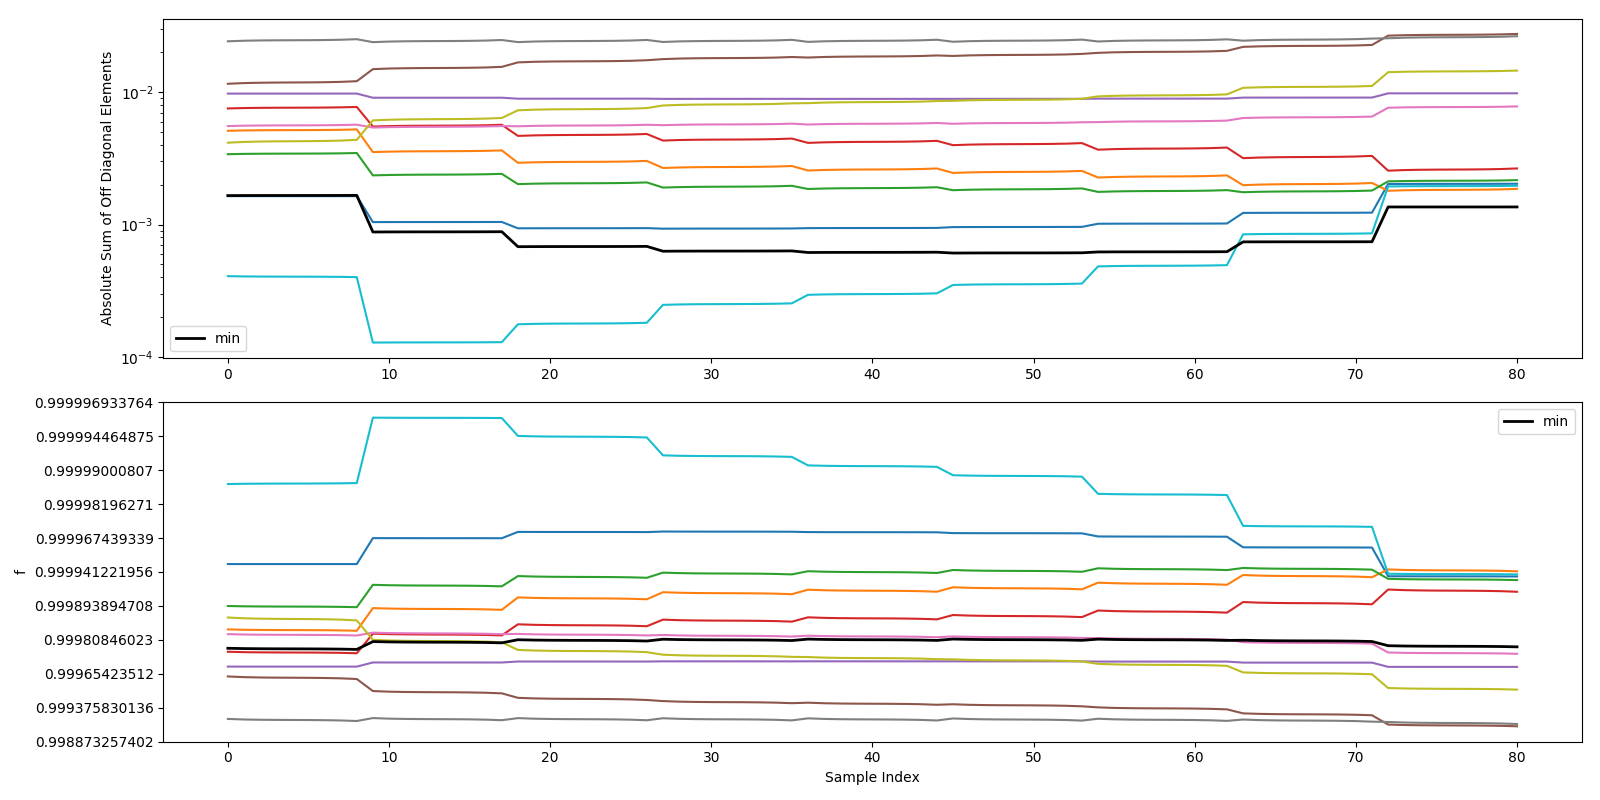 Absolute Sum of Off Diagonal Elements
10⁻²
10⁻³
10⁻⁴
min
0 10 20 30 40 50 60 70 80
f
0.999996933764
0.999994464875
0.99999000807
0.99998196271
0.999967439339
0.999941221956
0.999893894708
0.99980846023
0.99965423512
0.999375830136
0.998873257402
min
0 10 20 30 40 50 60 70 80
Sample Index